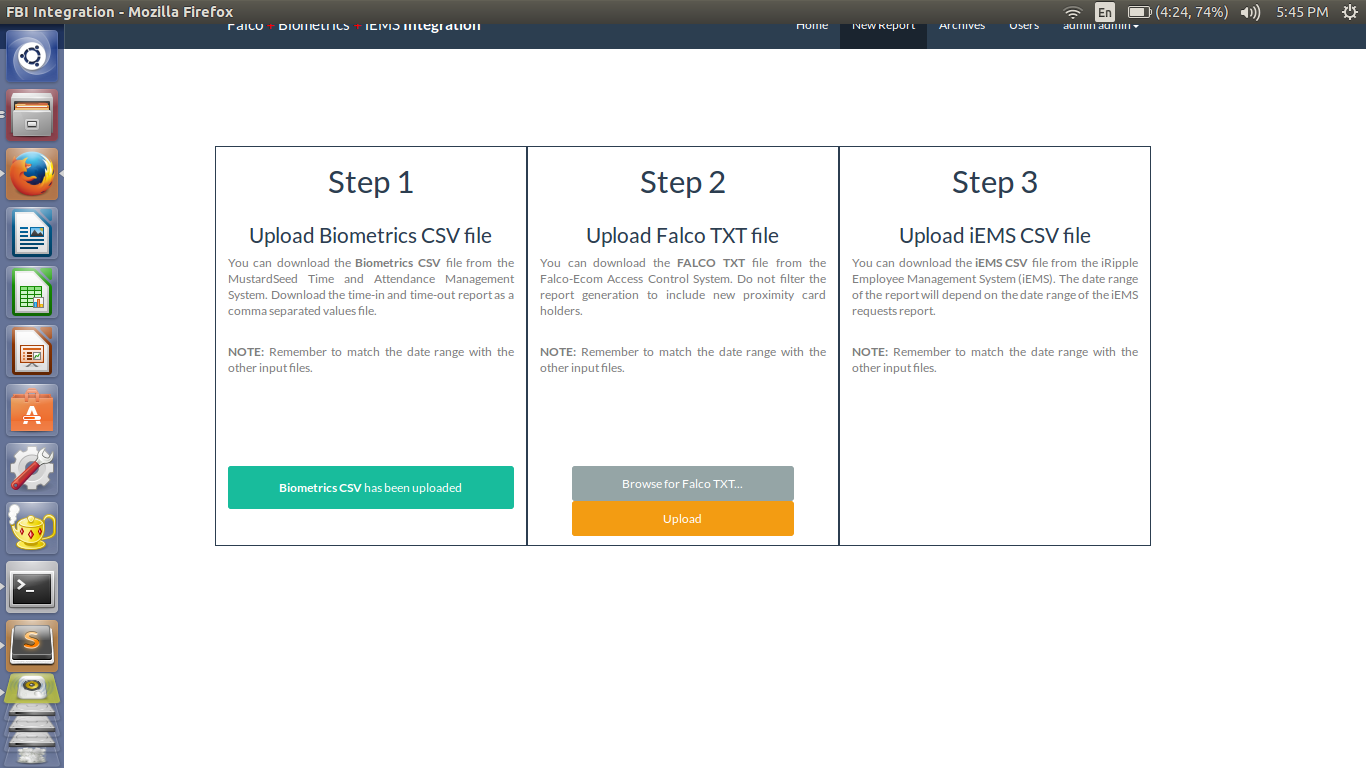 FBI Integration - Mozilla Firefox
En
(4:24, 74%)
5:45 PM
Falco + Biometrics + iEMS Integration
Home
New Report
Archives
Users
admin admin
Step 1
Upload Biometrics CSV file
You can download the Biometrics CSV file from the
MustardSeed Time and Attendance Management
System. Download the time-in and time-out report as a
comma separated values file.
NOTE: Remember to match the date range with the
other input files.
Biometrics CSV has been uploaded
Step 2
Upload Falco TXT file
You can download the FALCO TXT file from the
Falco-Ecom Access Control System. Do not filter the
report generation to include new proximity card
holders.
NOTE: Remember to match the date range with the
other input files.
Browse for Falco TXT...
Upload
Step 3
Upload iEMS CSV file
You can download the iEMS CSV file from the iRipple
Employee Management System (iEMS). The date range
of the report will depend on the date range of the iEMS
requests report.
NOTE: Remember to match the date range with the
other input files.